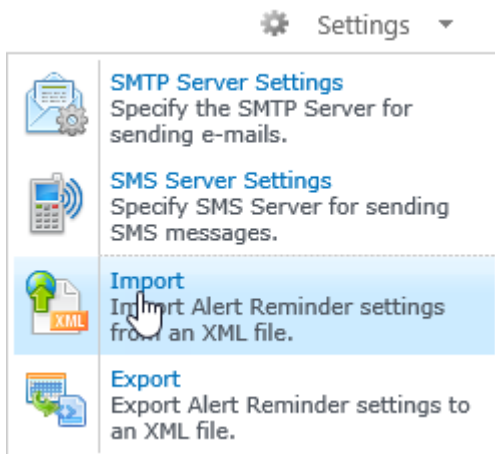 Settings
SMTP Server Settings
Specify the SMTP Server for
sending e-mails.
SMS Server Settings
Specify SMS Server for sending
SMS messages.
Import
Import Alert Reminder settings
from an XML file.
XML
Export
Export Alert Reminder settings to
an XML file.